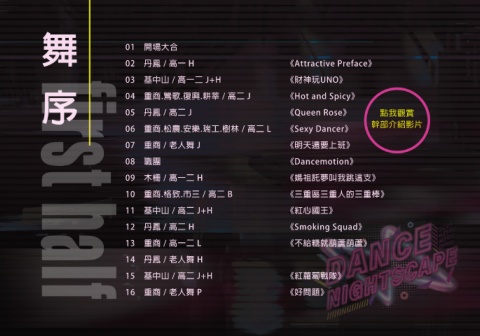 舞序
first half
01 開場大合
02 丹鳳 / 高一 H 《Attractive Preface》
03 基中山 / 高一二 J+H 《財神玩UNO》
04 重商.鶯歌.復興.耕莘 / 高二 J 《Hot and Spicy》
05 丹鳳 / 高二 J 《Queen Rose》
06 重商.松農.安樂.瑞工.樹林 / 高二 L 《Sexy Dancer》
07 重商 / 老人舞 J 《明天還要上班》
08 戰團 《Dancemotion》
09 木柵 / 高一二 H 《媽祖託夢叫我跳這支》
10 重商.格致.市三 / 高二 B 《三重區三重人的三重棒》
11 基中山 / 高二 J+H 《紅心國王》
12 丹鳳 / 高二 H 《Smoking Squad》
13 重商 / 高一二 L 《不給糖就葫蘆葫蘆》
14 丹鳳 / 老人舞 H
15 基中山 / 高二 J+H 《紅蘿蔔戰隊》
16 重商 / 老人舞 P 《好問題》
點我觀賞
幹部介紹影片
DANCE
NIGHTSCAPE